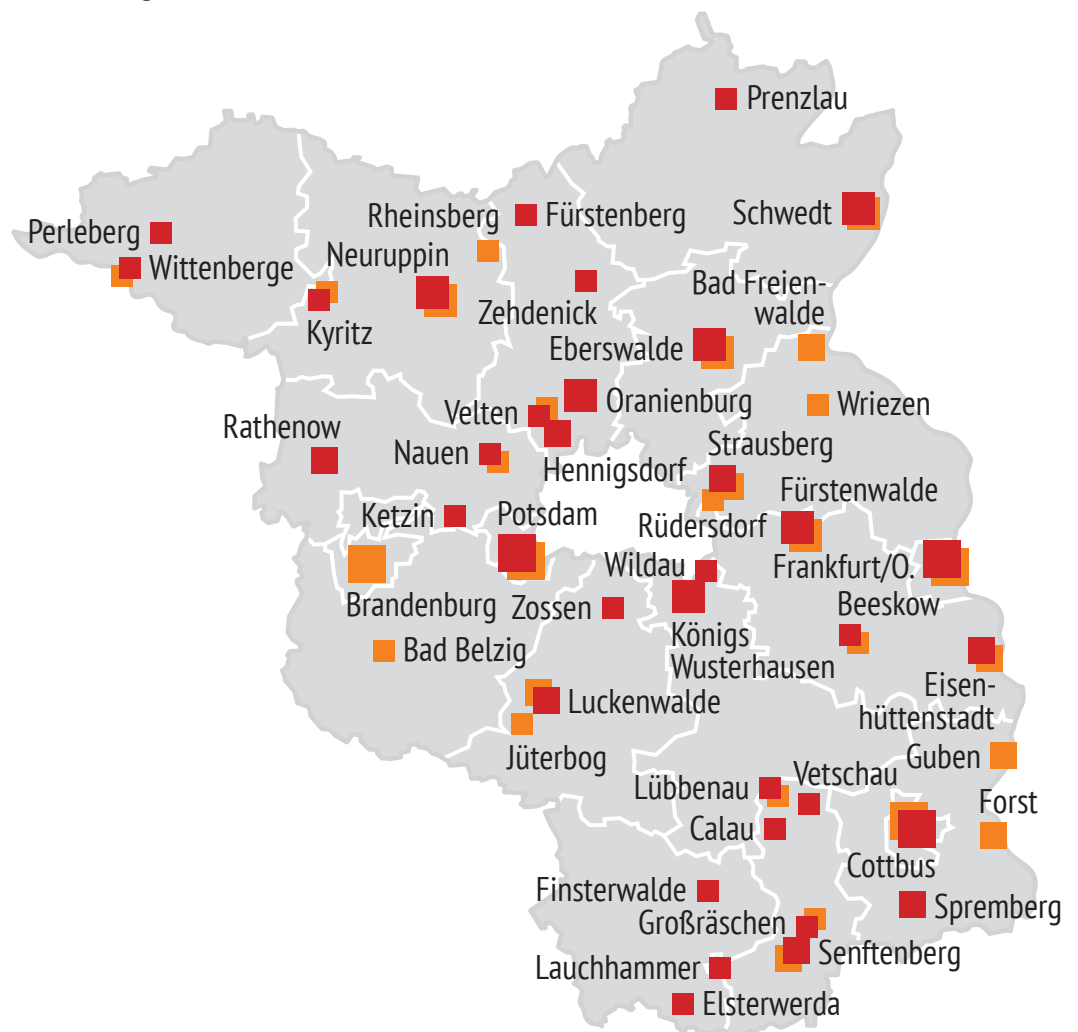 Prenzlau
Rheinsberg
Fürstenberg
Schwedt
Perleberg
Neuruppin
Wittenberge
Bad Freien-
walde
Zehdenick
Kyritz
Eberswalde
Oranienburg
Wriezen
Velten
Rathenow
Strausberg
Nauen
Hennigsdorf
Fürstenwalde
Ketzin
Potsdam
Rüdersdorf
Wildau
Frankfurt/O.
Brandenburg
Zossen
Beeskow
Königs
Wusterhausen
Bad Belzig
Eisen-
hüttenstadt
Luckenwalde
Jüterbog
Guben
Vetschau
Lübbenau
Forst
Calau
Cottbus
Finsterwalde
Spremberg
Großräschen
Senftenberg
Lauchhammer
Elsterwerda